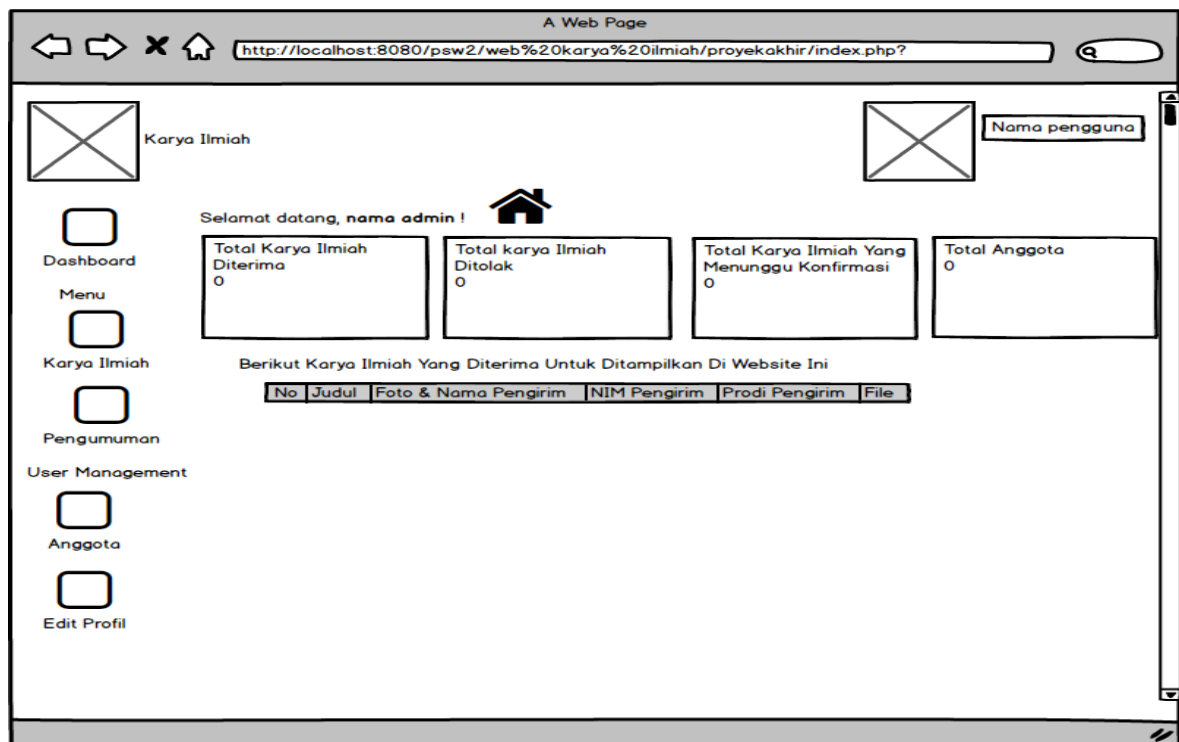 A Web Page
http://localhost:8080/psw2/web%20karya%20ilmiah/proyekakhir/index.php?
Karya Ilmiah
Nama pengguna
Selamat datang, nama admin !
Dashboard
Menu
Karya Ilmiah
Pengumuman
User Management
Anggota
Edit Profil
Total Karya Ilmiah
Diterima
0
Total karya Ilmiah
Ditolak
0
Total Karya Ilmiah Yang
Menunggu Konfirmasi
0
Total Anggota
0
Berikut Karya Ilmiah Yang Diterima Untuk Ditampilkan Di Website Ini
No Judul Foto & Nama Pengirim NIM Pengirim Prodi Pengirim File